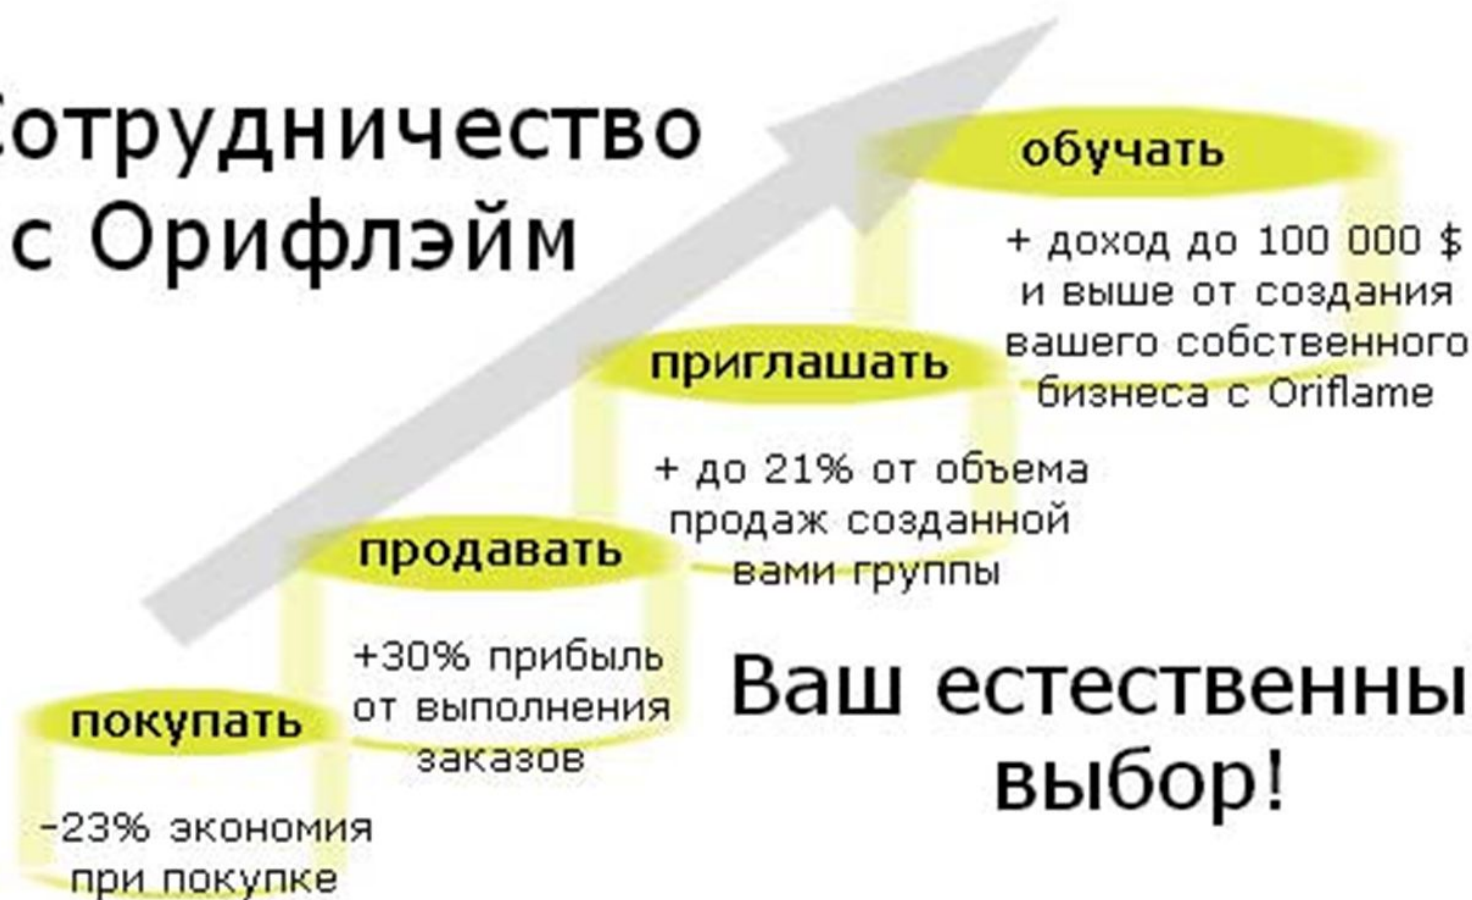 Сотрудничество
с Орифлэйм
обучать
+ доход до 100 000 $
и выше от создания
вашего собственного
бизнеса с Oriflame
приглашать
+ до 21% от объема
продаж созданной
вами группы
продавать
+30% прибыль
от выполнения
заказов
покупать
-23% экономия
при покупке
Ваш естественны
выбор!